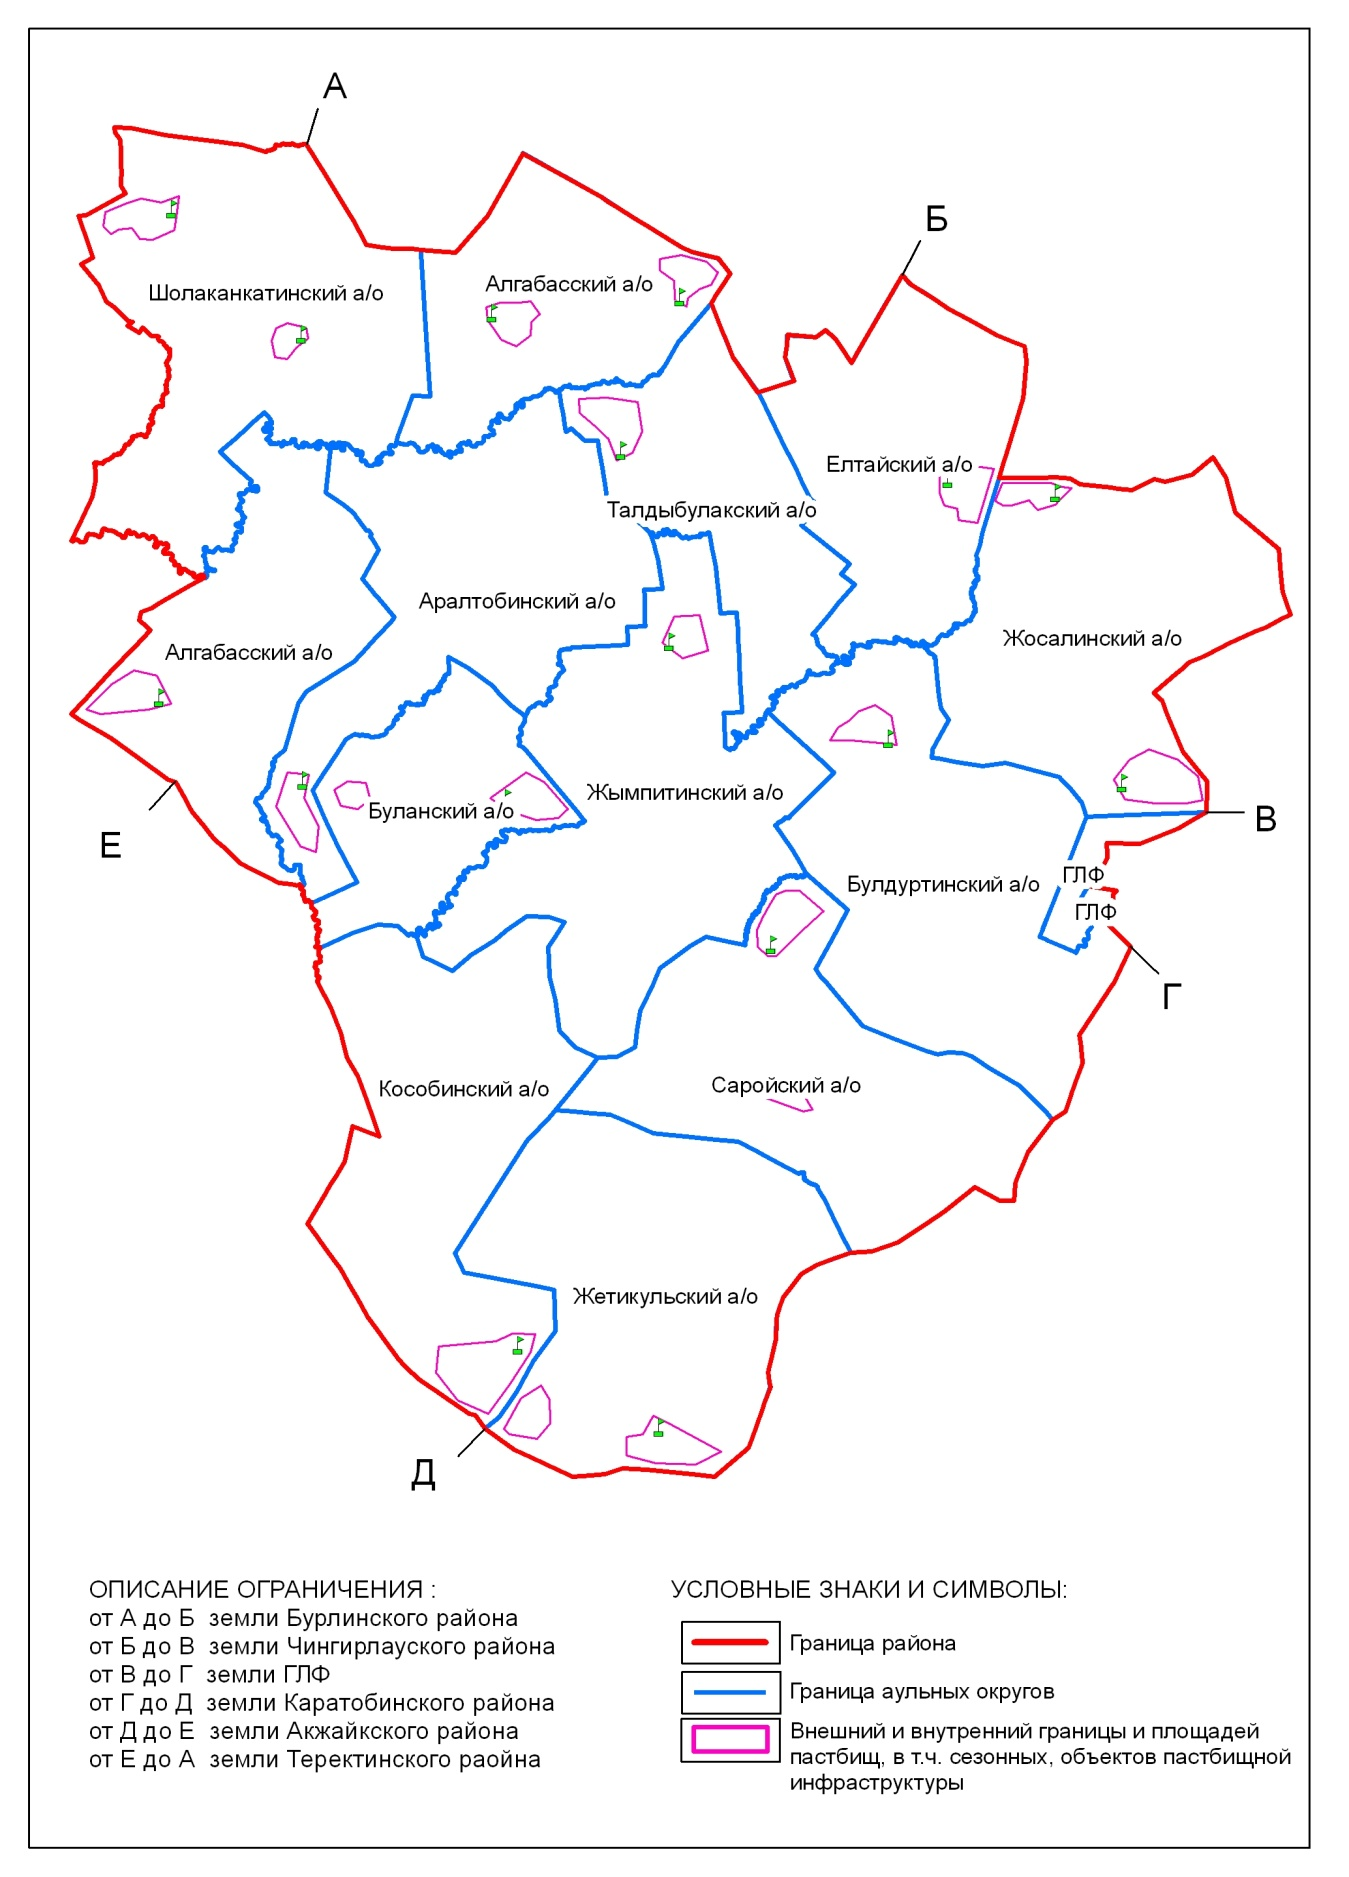 А
Б
Шолаканкатинский а/о
Алгабасский а/о
Елтайский а/о
Талдыбулакский а/о
Аралтобинский а/о
Жосалинский а/о
Алгабасский а/о
Жымпитинский а/о
Буланский а/о
В
Е
ГЛФ
Булдуртинский а/о
ГЛФ
Г
Кособинский а/о
Саройский а/о
Жетикульский а/о
Д
ОПИСАНИЕ ОГРАНИЧЕНИЯ :
от А до Б земли Бурлинского района
от Б до В земли Чингирлауского района
от В до Г земли ГЛФ
от Г до Д земли Каратобинского района
от Д до Е земли Акжайкского района
от Е до А земли Теректинского раойна
УСЛОВНЫЕ ЗНАКИ И СИМВОЛЫ:
Граница района
Граница аульных округов
Внешний и внутренний границы и площадей
пастбищ, в т.ч. сезонных, объектов пастбищной
инфраструктуры